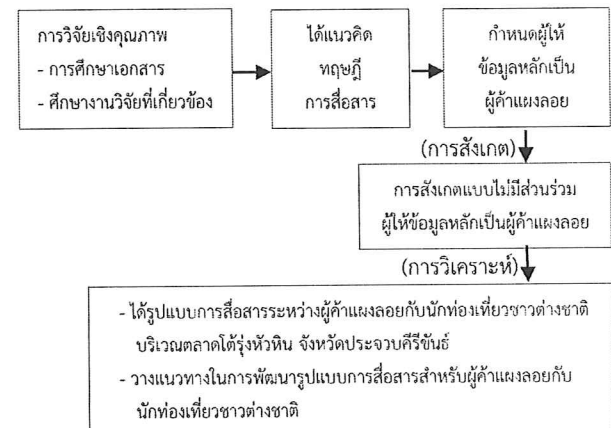 การวิจัยเชิงคุณภาพ
- การศึกษาเอกสาร
- ศึกษางานวิจัยที่เกี่ยวข้อง
ได้แนวคิด
ทฤษฎี
การสื่อสาร
กำหนดผู้ให้
ข้อมูลหลักเป็น
ผู้ค้าแผงลอย
(การสังเกต)
การสังเกตแบบไม่มีส่วนร่วม
ผู้ให้ข้อมูลหลักเป็นผู้ค้าแผงลอย
(การวิเคราะห์)
- ได้รูปแบบการสื่อสารระหว่างผู้ค้าแผงลอยกับนักท่องเที่ยวชาวต่างชาติ
บริเวณตลาดโต้รุ่งหัวหิน จังหวัดประจวบคีรีขันธ์
- วางแนวทางในการพัฒนารูปแบบการสื่อสารสำหรับผู้ค้าแผงลอยกับ
นักท่องเที่ยวชาวต่างชาติ